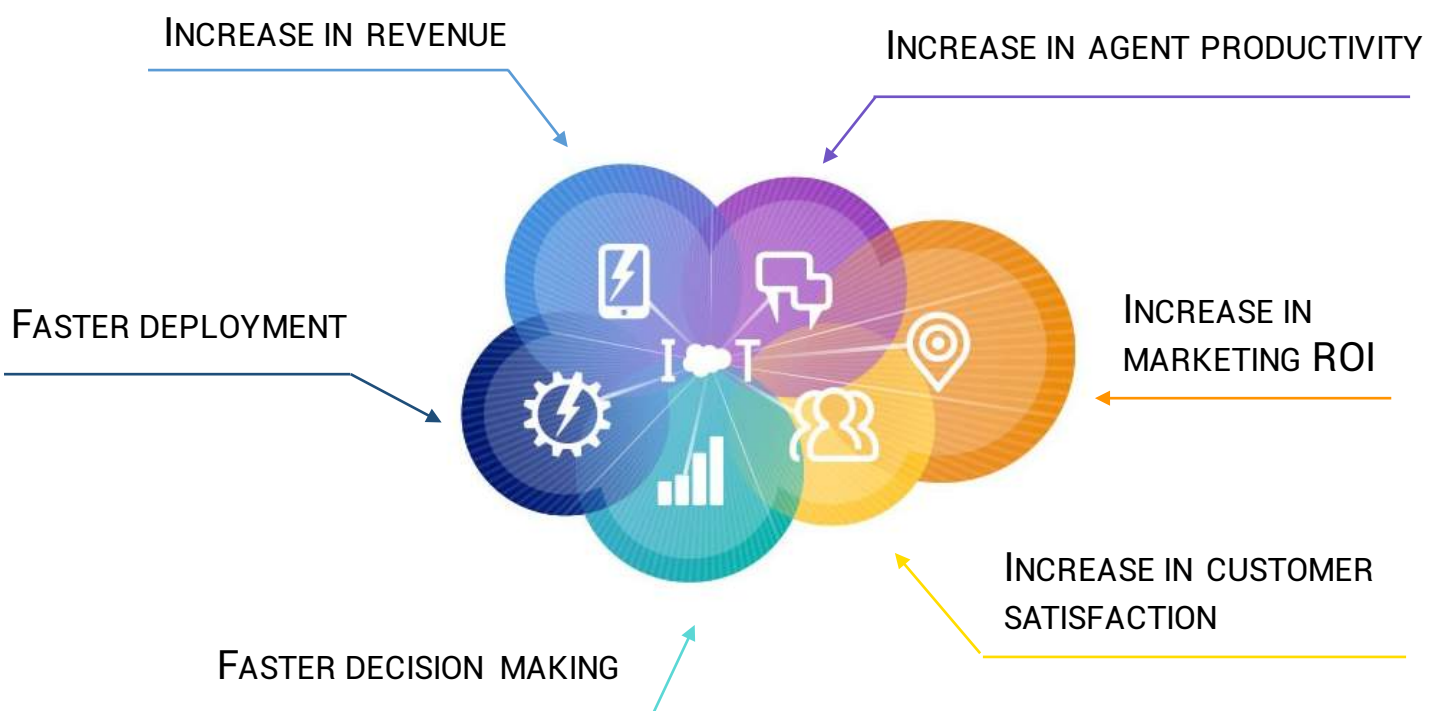 INCREASE IN REVENUE
INCREASE IN AGENT PRODUCTIVITY
FASTER DEPLOYMENT
INCREASE IN
MARKETING ROI
I T
INCREASE IN CUSTOMER
SATISFACTION
FASTER DECISION MAKING